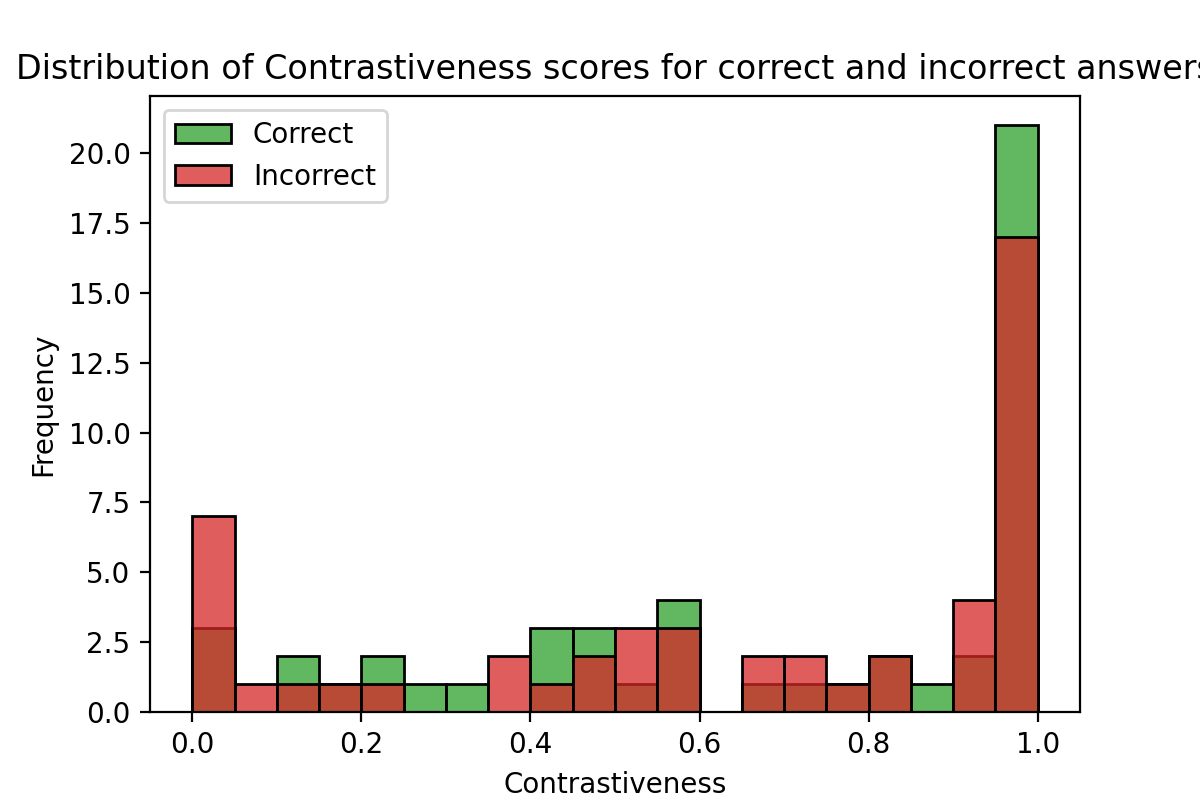 Distribution of Contrastiveness scores for correct and incorrect answers
Correct
Incorrect
20.0
17.5
15.0
12.5
10.0
7.5
5.0
2.5
0.0
Frequency
0.0 0.2 0.4 0.6 0.8 1.0
Contrastiveness